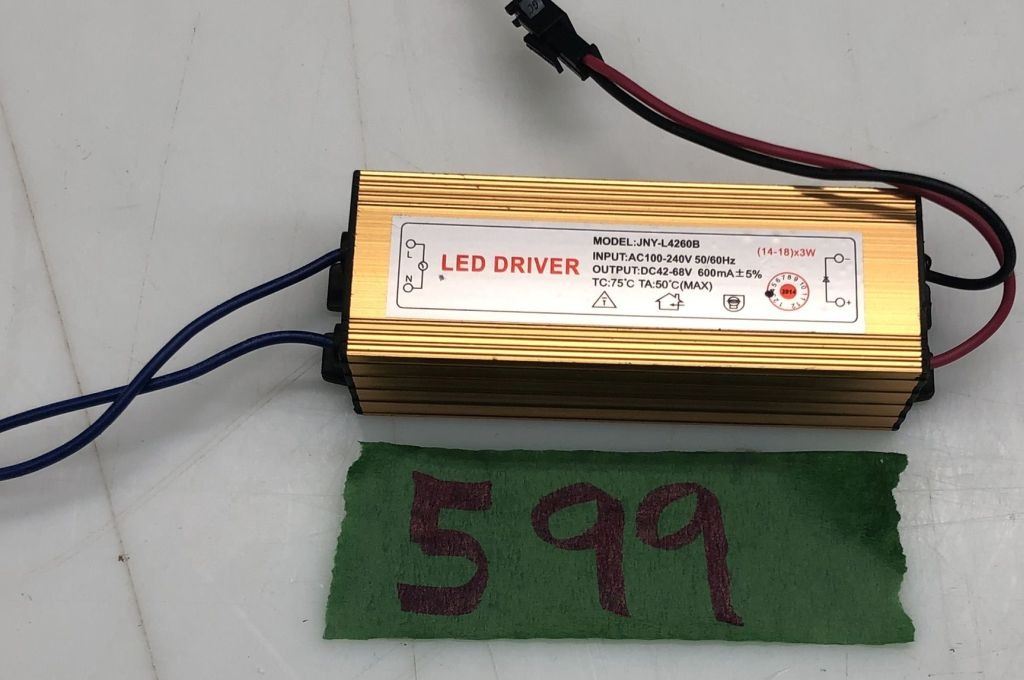 L
N
LED DRIVER
MODEL:JNY-L4260B
INPUT:AC100-240V 50/60Hz
OUTPUT:DC42-68V 600mA±5%
TC:75°C TA:50°C(MAX)
(14-18)x3W
2014
599